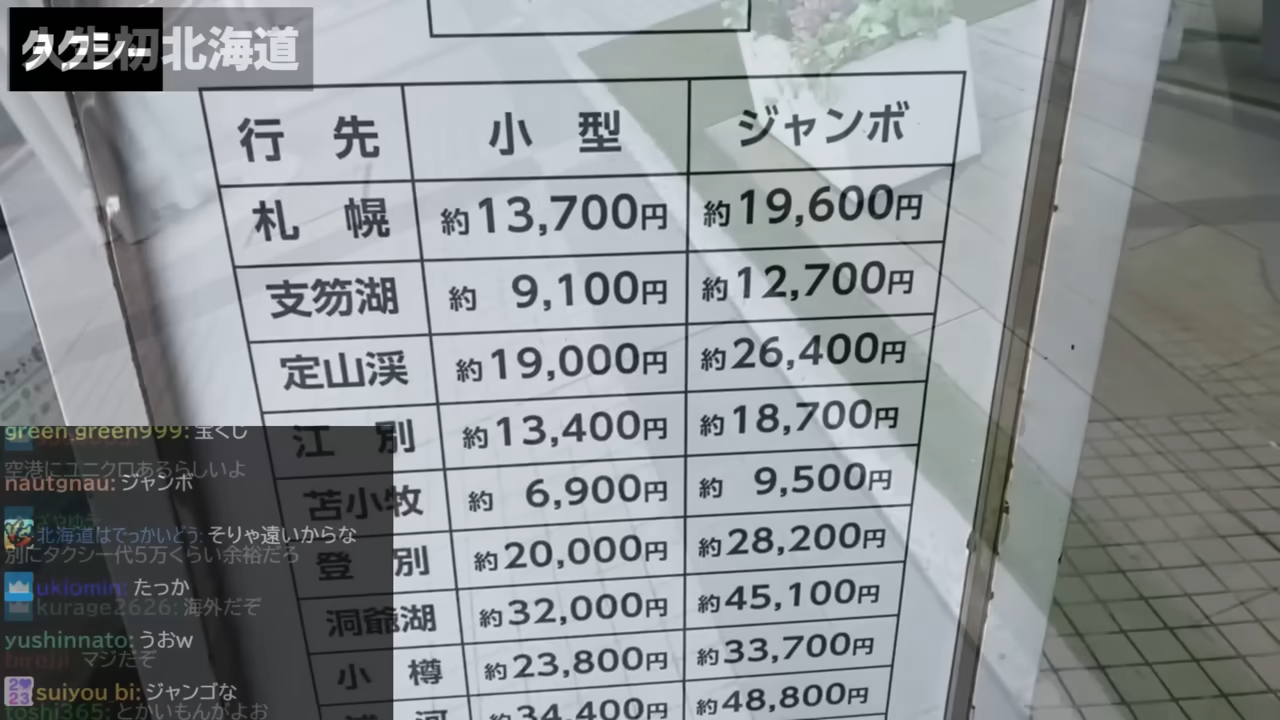 タクシー
人生初北海道
行先 小型 ジャンボ
札幌 約13,700円 約19,600円
支笏湖 約9,100円 約12,700円
定山渓 約19,000円 約26,400円
江別 約13,400円 約18,700円
苫小牧 約6,900円 約9,500円
登別 約20,000円 約28,200円
洞爺湖 約32,000円 約45,100円
小樽 約23,800円 約33,700円
河 約34,400円 約48,800円
green green999: 宝くじ
空港にユニクロあるらしいよ
nautgnau: ジャンボ
北海道はでっかいどう: そりゃ遠いからな
別にタクシー代5万くらい余裕だろ
ukiomin: たっか
kurage2626: 海外だぞ
yushinnato: うおw
マジだぞ
suiyou bi: ジャンゴな
toshi365: とかいもんがよお